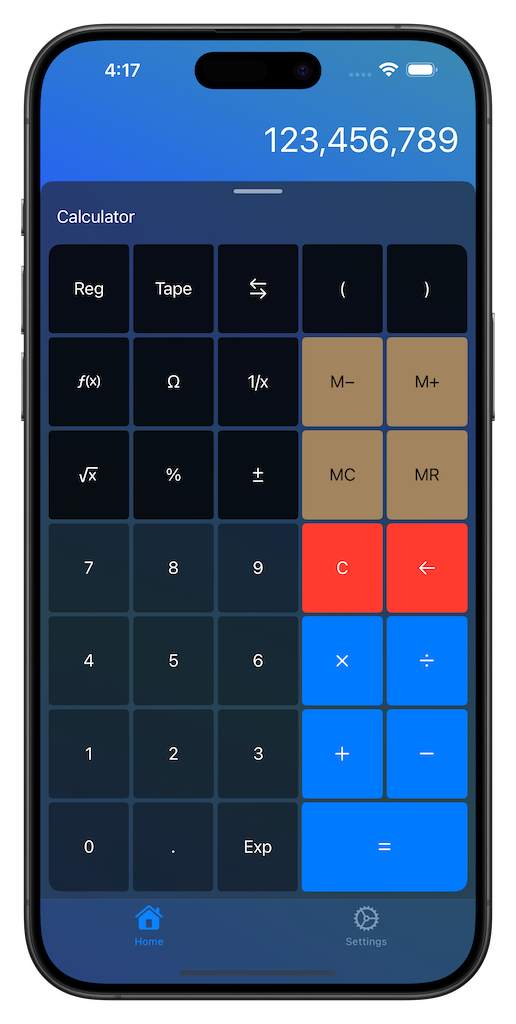 4:17
123,456,789
Calculator
Reg Tape ⇆ ( )
f(x) Ω 1/x M− M+
√x % ± MC MR
7 8 9 C ←
4 5 6 × ÷
1 2 3 + −
0 . Exp =
Home Settings